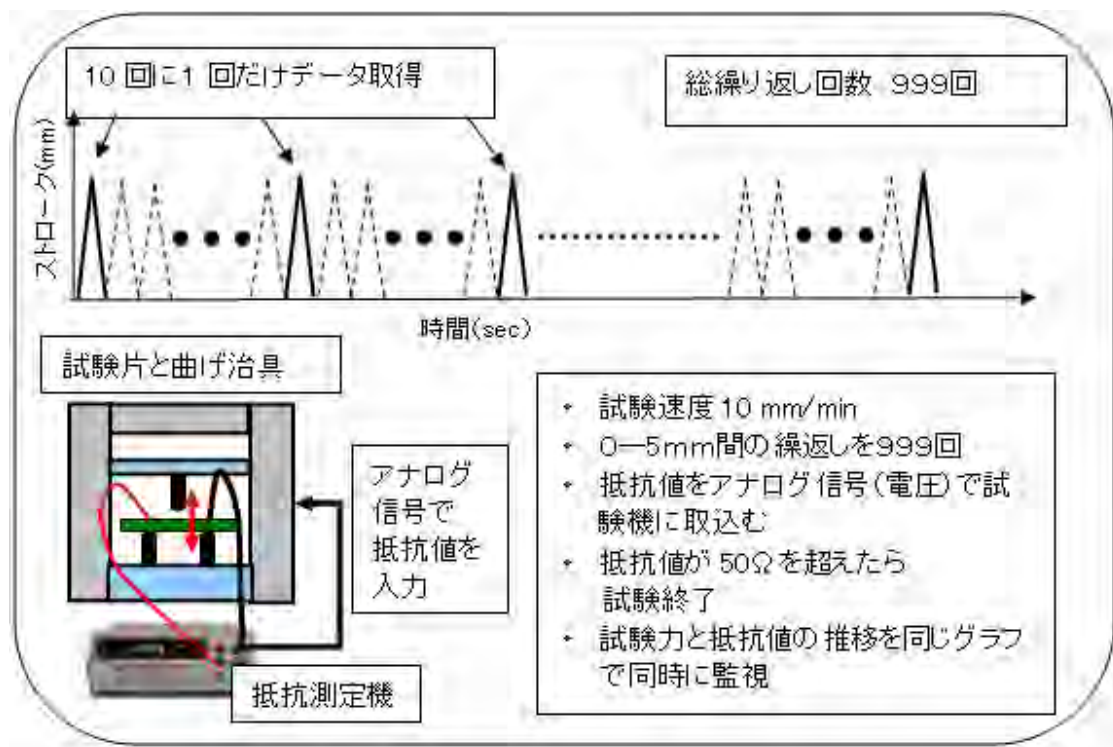 10 回に1 回だけデータ取得
総繰り返し回数 999回
ストローク(mm)
時間(sec)
試験片と曲げ治具
アナログ
信号で
抵抗値を
入力
抵抗測定機
・ 試験速度 10 mm/min
・ 0―5mm間の繰返しを999回
・ 抵抗値をアナログ信号(電圧)で試
験機に取込む
・ 抵抗値が 50Ωを超えたら
試験終了
・ 試験力と抵抗値の 推移を同じグラフ
で同時に監視